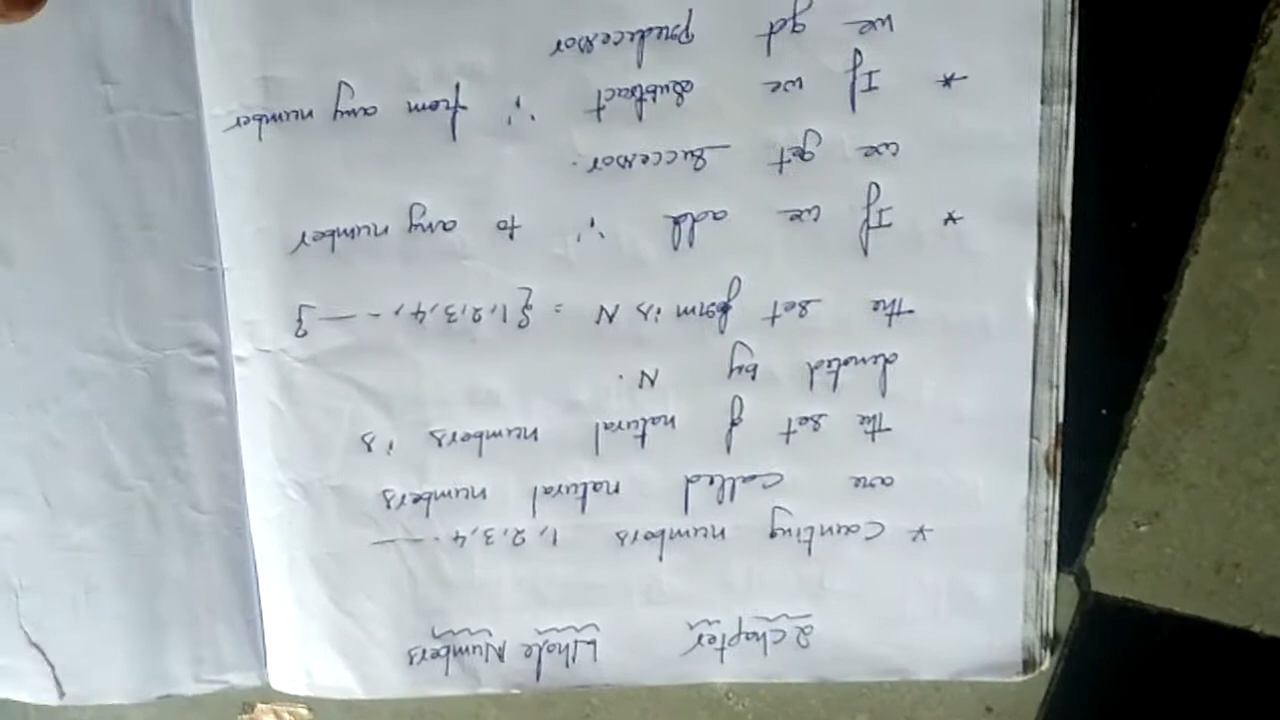 2 Chapter Whole Numbers
* Counting numbers 1, 2, 3, 4, - - —
are called natural numbers
the set of natural numbers is
denoted by N.
the set form is N = {1, 2, 3, 4, - - — }
* If we add '1' to any number
we get successor.
* If we subtract '1' from any number
we get predecessor